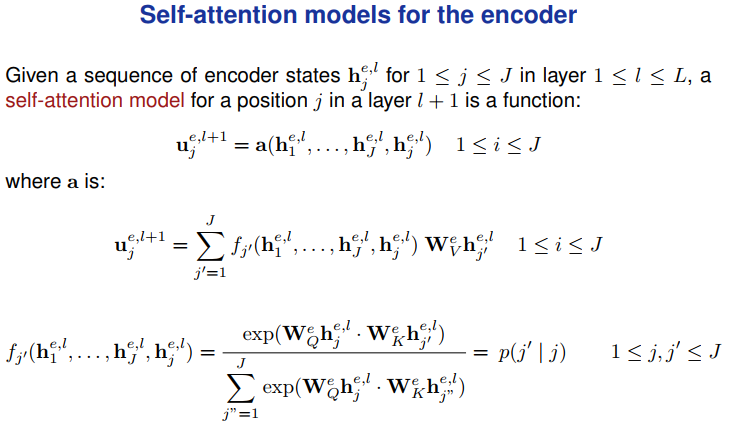 Self-attention models for the encoder
Given a sequence of encoder states $\mathbf{h}_j^{e,l}$ for $1 \leq j \leq J$ in layer $1 \leq l \leq L$, a
self-attention model for a position $j$ in a layer $l+1$ is a function:
$\mathbf{u}_j^{e,l+1} = \mathbf{a}(\mathbf{h}_1^{e,l}, \ldots, \mathbf{h}_J^{e,l}, \mathbf{h}_j^{e,l}) \quad 1 \leq i \leq J$
where $\mathbf{a}$ is:
$\mathbf{u}_j^{e,l+1} = \sum_{j'=1}^{J} f_{j'}(\mathbf{h}_1^{e,l}, \ldots, \mathbf{h}_J^{e,l}, \mathbf{h}_j^{e,l}) \, \mathbf{W}_V^e \mathbf{h}_{j'}^{e,l} \quad 1 \leq i \leq J$
$f_{j'}(\mathbf{h}_1^{e,l}, \ldots, \mathbf{h}_J^{e,l}, \mathbf{h}_j^{e,l}) = \frac{\exp(\mathbf{W}_Q^e \mathbf{h}_j^{e,l} \cdot \mathbf{W}_K^e \mathbf{h}_{j'}^{e,l})}{\sum_{j"=1}^{J} \exp(\mathbf{W}_Q^e \mathbf{h}_j^{e,l} \cdot \mathbf{W}_K^e \mathbf{h}_{j"}^{e,l})} = p(j' \mid j) \quad 1 \leq j, j' \leq J$